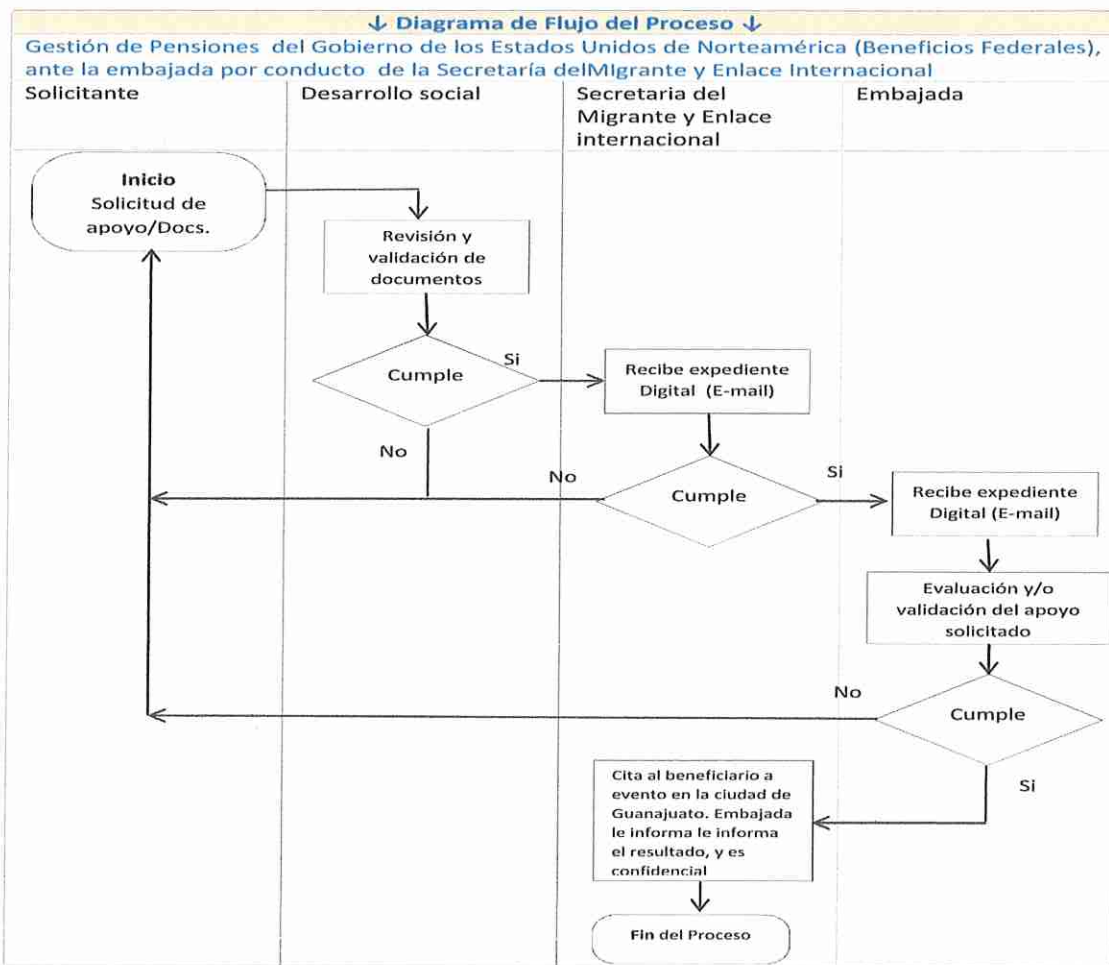 ↓ Diagrama de Flujo del Proceso ↓
Gestión de Pensiones del Gobierno de los Estados Unidos de Norteamérica (Beneficios Federales),
ante la embajada por conducto de la Secretaría delMIgrante y Enlace Internacional
Solicitante
Desarrollo social
Secretaria del
Migrante y Enlace
internacional
Embajada
Inicio
Solicitud de
apoyo/Docs.
Revisión y
validación de
documentos
Cumple
Si
No
Recibe expediente
Digital (E-mail)
Cumple
No
Si
Recibe expediente
Digital (E-mail)
Evaluación y/o
validación del apoyo
solicitado
Cumple
No
Si
Cita al beneficiario a
evento en la ciudad de
Guanajuato. Embajada
le informa le informa
el resultado, y es
confidencial
Fin del Proceso